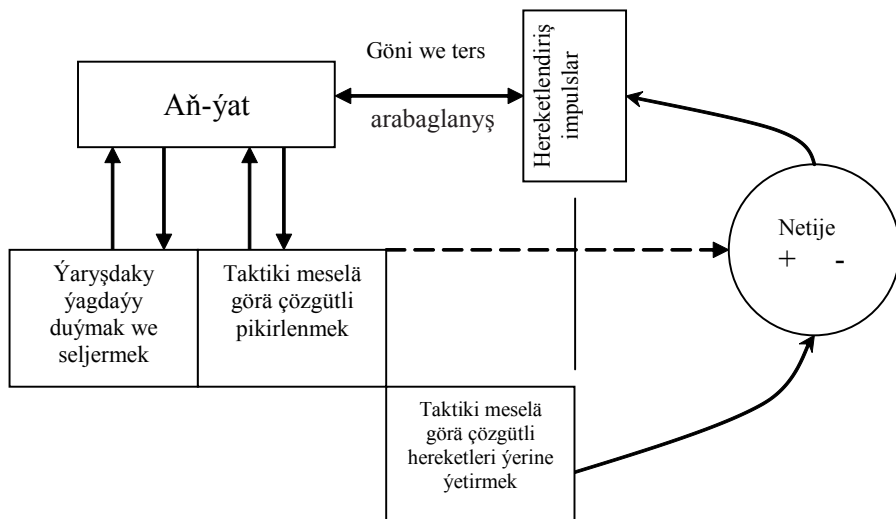 Göni we ters
arabaglanyş
Aň-ýat
Hereketlendiriş
impulslar
Netije
+ -
Ýaryşdaky
ýagdaýy
duýmak we
seljermek
Taktiki meselä
görä çözgütli
pikirlenmek
Taktiki meselä
görä çözgütli
hereketleri ýerine
ýetirmek